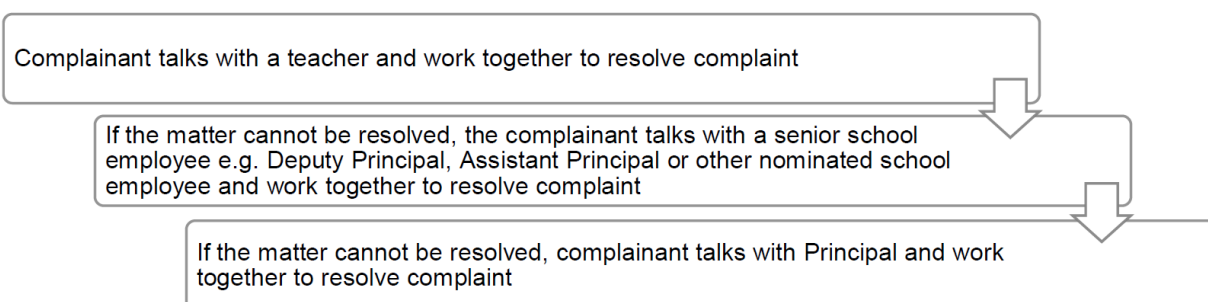 Complainant talks with a teacher and work together to resolve complaint
If the matter cannot be resolved, the complainant talks with a senior school
employee e.g. Deputy Principal, Assistant Principal or other nominated school
employee and work together to resolve complaint
If the matter cannot be resolved, complainant talks with Principal and work
together to resolve complaint